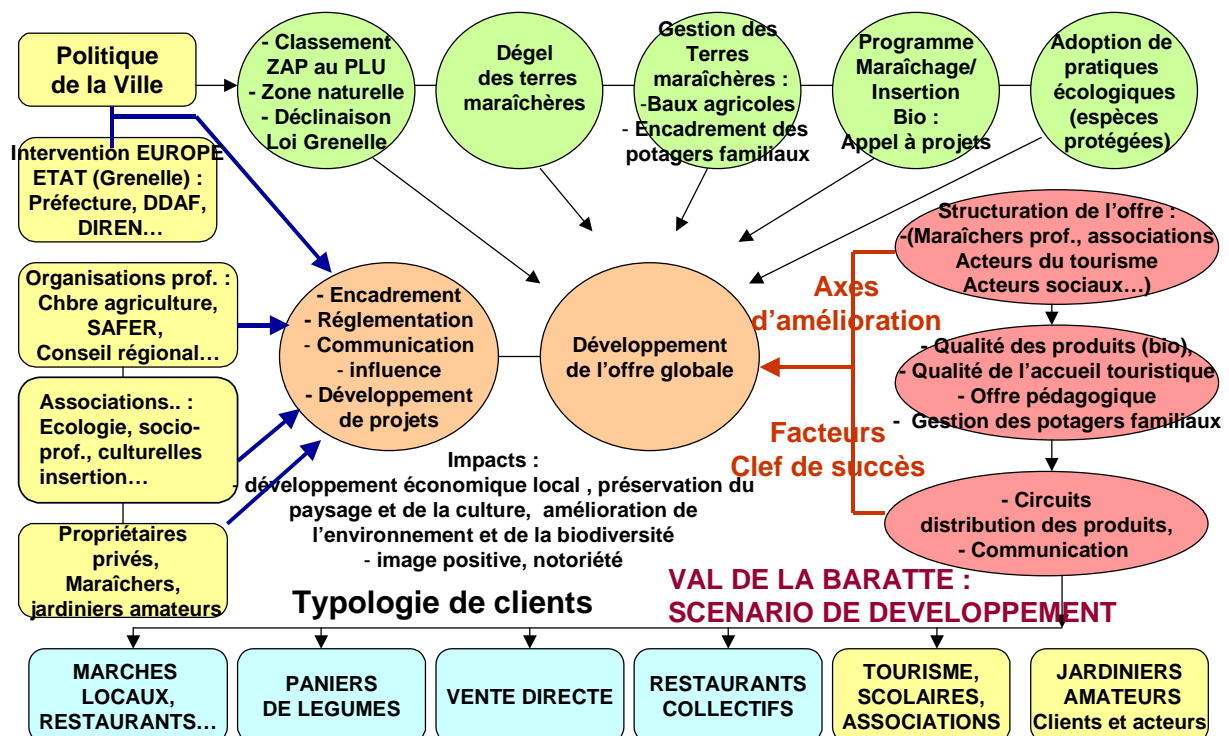 Politique
de la Ville
- Classement
ZAP au PLU
- Zone naturelle
- Déclinaison
Loi Grenelle
Dégel
des terres
maraîchères
Gestion des
Terres
maraîchères :
-Baux agricoles
- Encadrement des
potagers familiaux
Programme
Maraîchage/
Insertion
Bio :
Appel à projets
Adoption de
pratiques
écologiques
(espèces
protégées)
Intervention EUROPE
ETAT (Grenelle) :
Préfecture, DDAF,
DIREN…
Organisations prof. :
Chbre agriculture,
SAFER,
Conseil régional…
Associations.. :
Ecologie, socio-
prof., culturelles
insertion…
Propriétaires
privés,
Maraîchers,
jardiniers amateurs
- Encadrement
- Réglementation
- Communication
- influence
- Développement
de projets
Développement
de l’offre globale
Axes
d’amélioration
Facteurs
Clef de succès
Structuration de l’offre :
-(Maraîchers prof., associations
Acteurs du tourisme
Acteurs sociaux…)
- Qualité des produits (bio),
- Qualité de l’accueil touristique
- Offre pédagogique
- Gestion des potagers familiaux
- Circuits
distribution des produits,
- Communication
Impacts :
- développement économique local , préservation du
paysage et de la culture, amélioration de
l’environnement et de la biodiversité
- image positive, notoriété
VAL DE LA BARATTE :
SCENARIO DE DEVELOPPEMENT
Typologie de clients
MARCHES
LOCAUX,
RESTAURANTS…
PANIERS
DE LEGUMES
VENTE DIRECTE
RESTAURANTS
COLLECTIFS
TOURISME,
SCOLAIRES,
ASSOCIATIONS
JARDINIERS
AMATEURS
Clients et acteurs